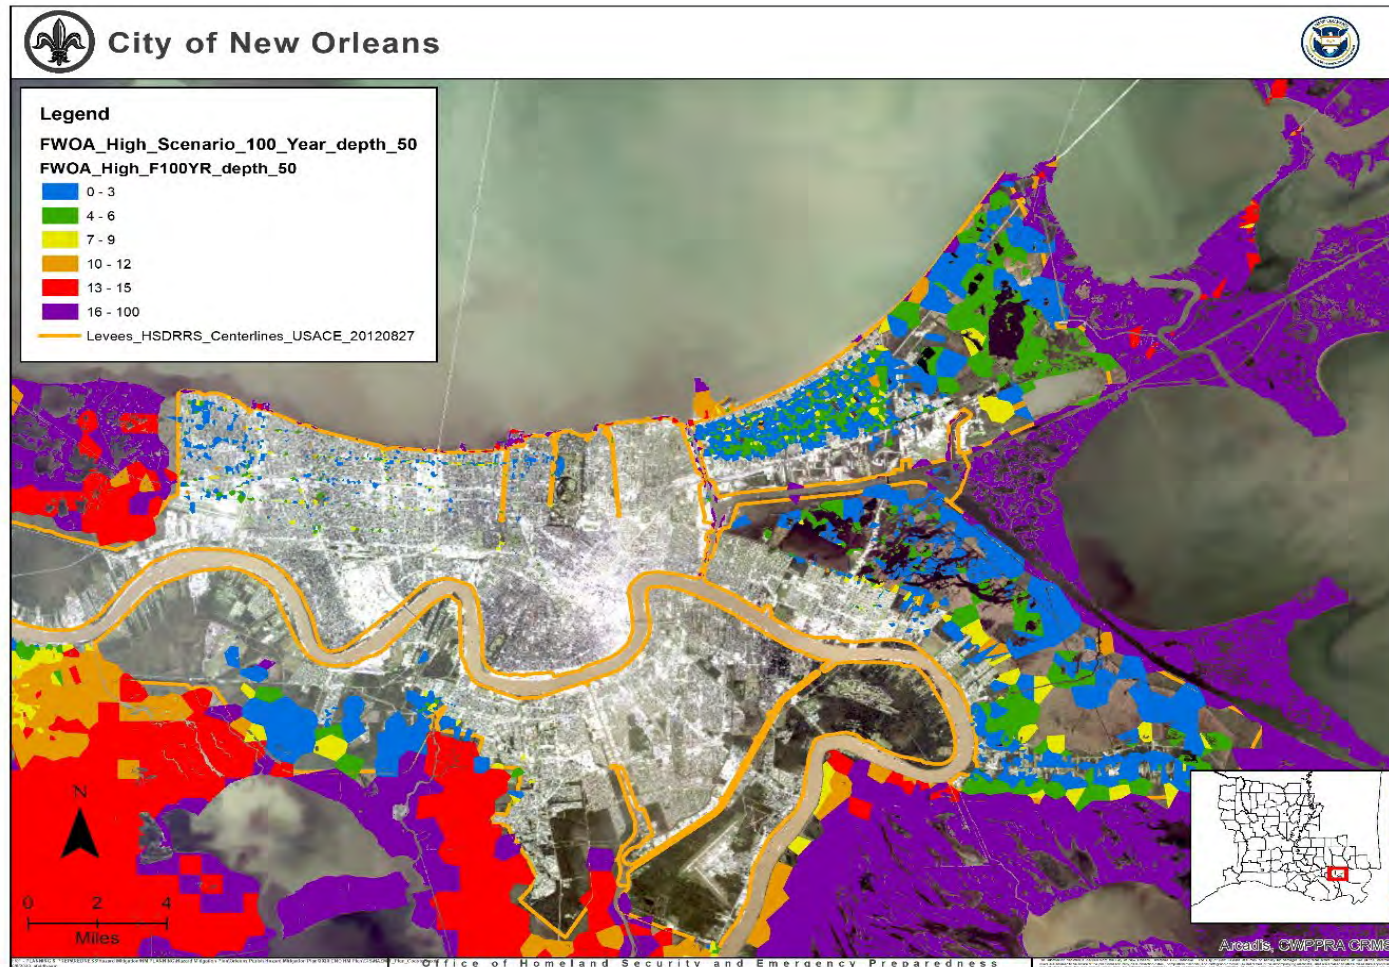 City of New Orleans
Legend
FWOA_High_Scenario_100_Year_depth_50
FWOA_High_F100YR_depth_50
0 - 3
4 - 6
7 - 9
10 - 12
13 - 15
16 - 100
Levees_HSDRRS_Centerlines_USACE_20120827
N
0 2 4
Miles
Arcadis, CWPPRA CRMS
Office of Homeland Security and Emergency Preparedness